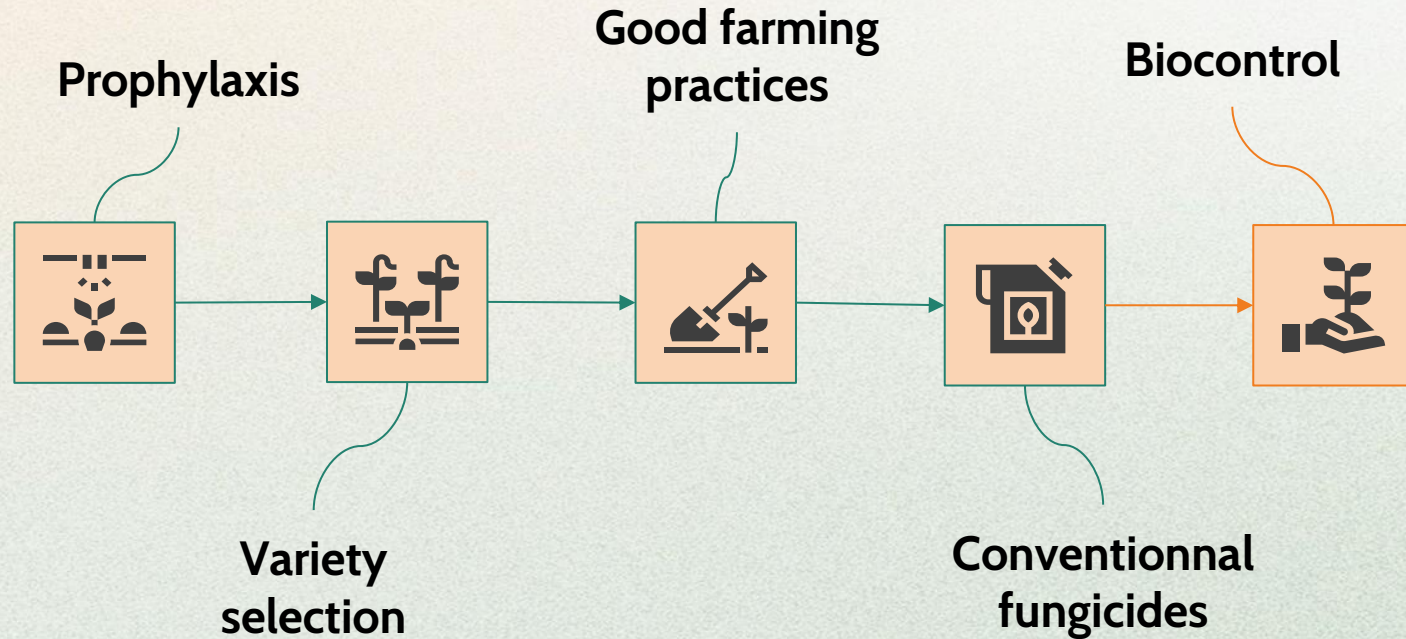 Prophylaxis
Variety
selection
Good farming
practices
Conventionnal
fungicides
Biocontrol